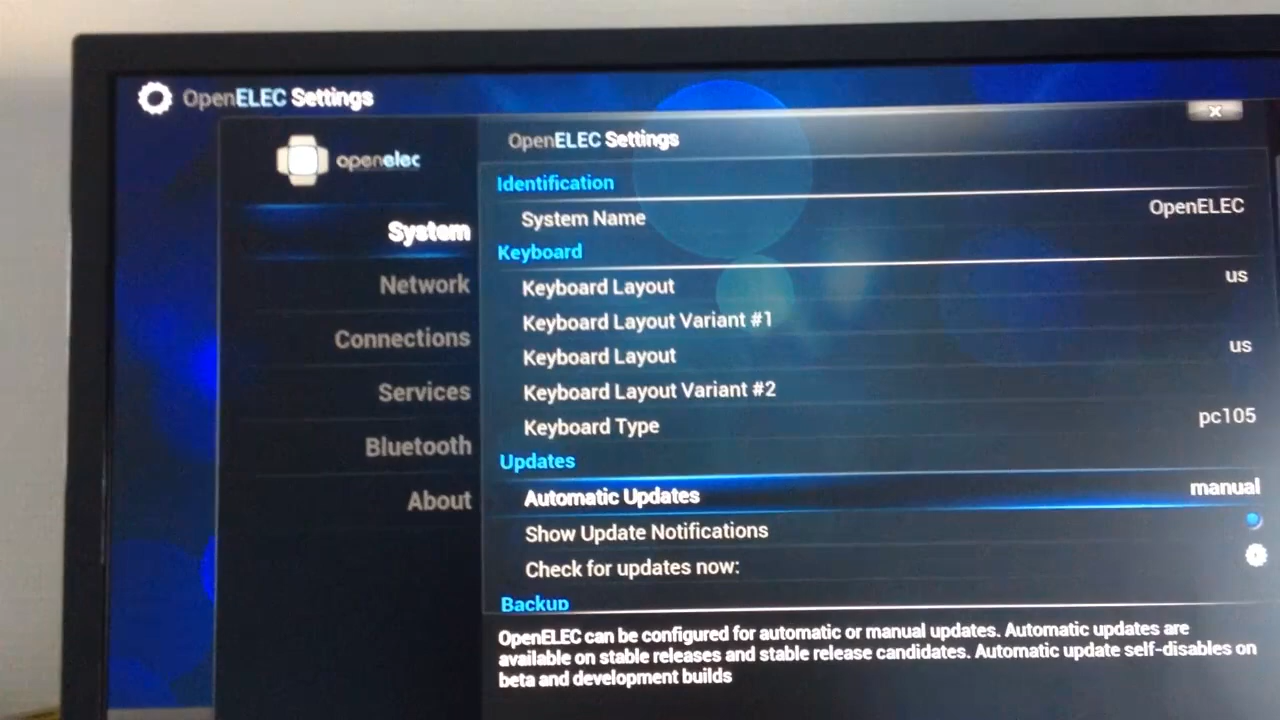 OpenELEC Settings
openelec
System
Network
Connections
Services
Bluetooth
About
OpenELEC Settings
Identification
System Name OpenELEC
Keyboard
Keyboard Layout us
Keyboard Layout Variant #1
Keyboard Layout us
Keyboard Layout Variant #2
Keyboard Type pc105
Updates
Automatic Updates manual
Show Update Notifications
Check for updates now:
Backup
OpenELEC can be configured for automatic or manual updates. Automatic updates are
available on stable releases and stable release candidates. Automatic update self-disables on
beta and development builds